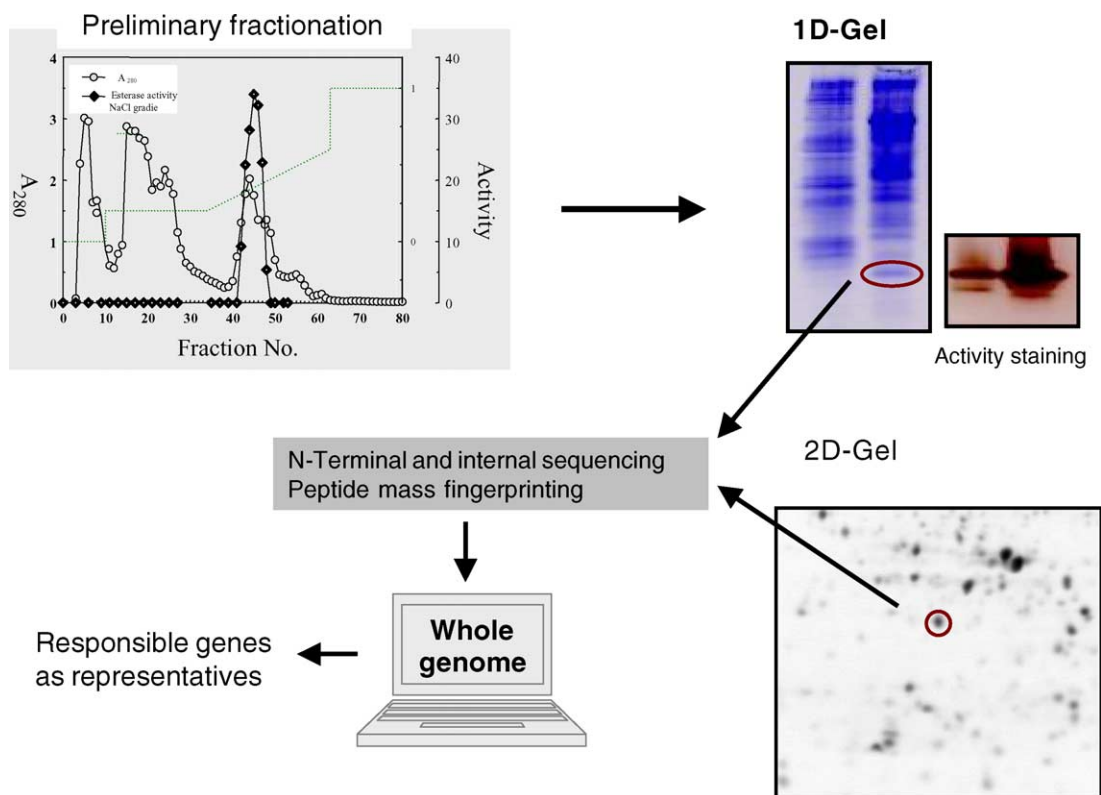 Preliminary fractionation
4
3
2
1
0
A280
A 280
Esterase activity
NaCl gradie
0 10 20 30 40 50 60 70 80
Fraction No.
1
0
40
30
20
10
0
Activity
1D-Gel
Activity staining
N-Terminal and internal sequencing
Peptide mass fingerprinting
2D-Gel
Whole
genome
Responsible genes
as representatives